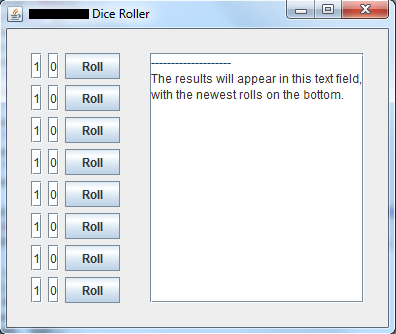 Dice Roller
1 0 Roll
1 0 Roll
1 0 Roll
1 0 Roll
1 0 Roll
1 0 Roll
1 0 Roll
1 0 Roll
--------------------
The results will appear in this text field,
with the newest rolls on the bottom.